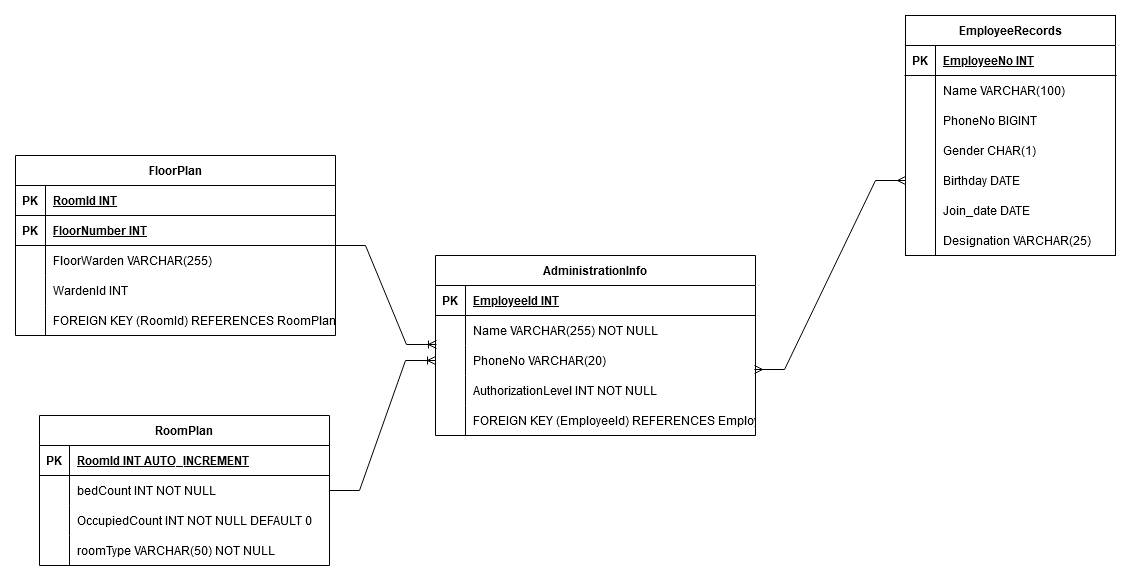 EmployeeRecords
PK EmployeeNo INT
Name VARCHAR(100)
PhoneNo BIGINT
Gender CHAR(1)
Birthday DATE
Join_date DATE
Designation VARCHAR(25)
FloorPlan
PK RoomId INT
PK FloorNumber INT
FloorWarden VARCHAR(255)
WardenId INT
FOREIGN KEY (RoomId) REFERENCES RoomPlan
AdministrationInfo
PK EmployeeId INT
Name VARCHAR(255) NOT NULL
PhoneNo VARCHAR(20)
AuthorizationLevel INT NOT NULL
FOREIGN KEY (EmployeeId) REFERENCES Emplo
RoomPlan
PK RoomId INT AUTO_INCREMENT
bedCount INT NOT NULL
OccupiedCount INT NOT NULL DEFAULT 0
roomType VARCHAR(50) NOT NULL